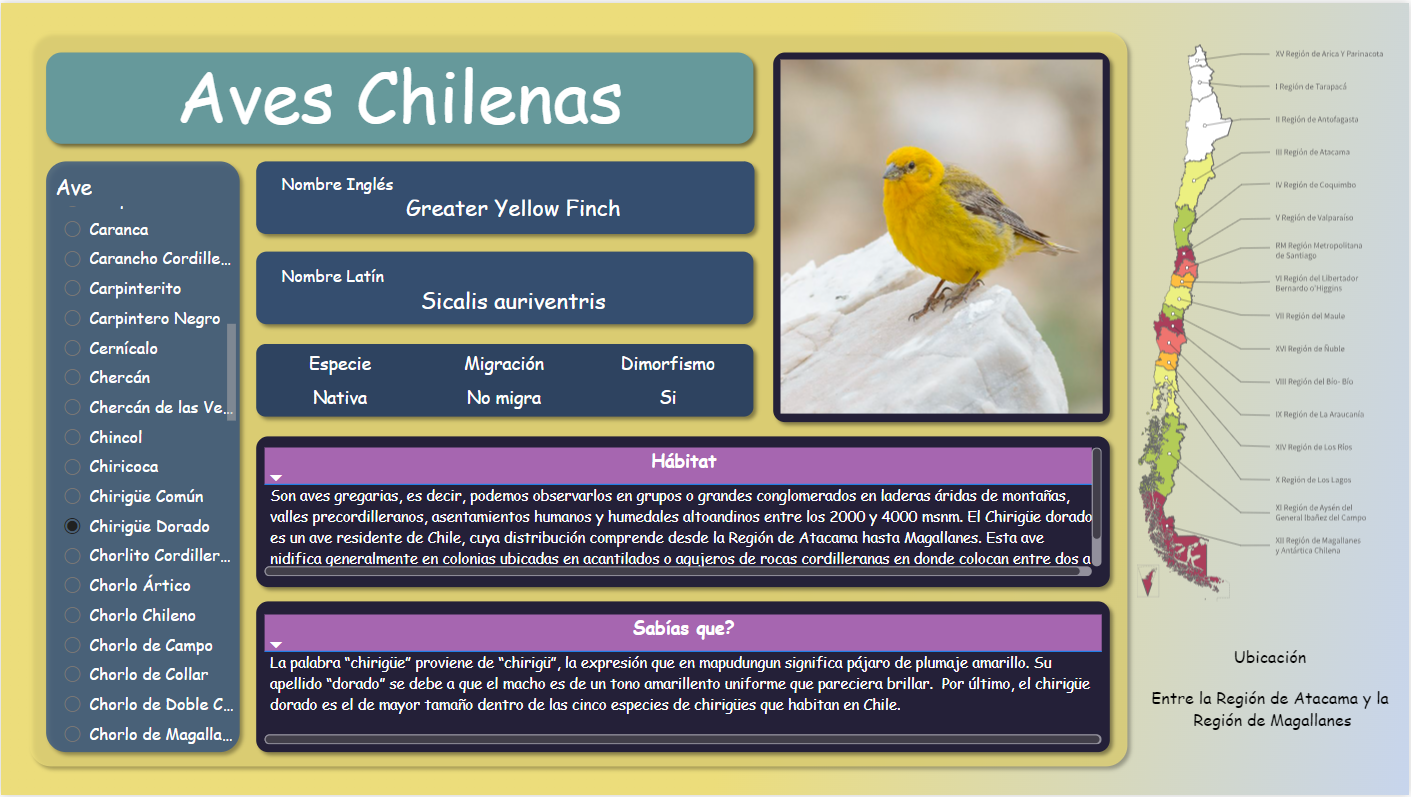 Aves Chilenas
Ave
Caranca
Carancho Cordille...
Carpinterito
Carpintero Negro
Cernícalo
Chercán
Chercán de las Ve...
Chincol
Chiricoca
Chirigüe Común
Chirigüe Dorado
Chorlito Cordiller...
Chorlo Ártico
Chorlo Chileno
Chorlo de Campo
Chorlo de Collar
Chorlo de Doble C...
Chorlo de Magalla...
Nombre Inglés
Greater Yellow Finch
Nombre Latín
Sicalis auriventris
Especie Migración Dimorfismo
Nativa No migra Si
Hábitat
Son aves gregarias, es decir, podemos observarlos en grupos o grandes conglomerados en laderas áridas de montañas,
valles precordilleranos, asentamientos humanos y humedales altoandinos entre los 2000 y 4000 msnm. El Chirigüe dorado
es un ave residente de Chile, cuya distribución comprende desde la Región de Atacama hasta Magallanes. Esta ave
nidifica generalmente en colonias ubicadas en acantilados o agujeros de rocas cordilleranas en donde colocan entre dos a
Sabías que?
La palabra “chirigüe” proviene de “chirigü”, la expresión que en mapudungun significa pájaro de plumaje amarillo. Su
apellido “dorado” se debe a que el macho es de un tono amarillento uniforme que pareciera brillar. Por último, el chirigüe
dorado es el de mayor tamaño dentro de las cinco especies de chirigües que habitan en Chile.
XV Región de Arica Y Parinacota
I Región de Tarapacá
II Región de Antofagasta
III Región de Atacama
IV Región de Coquimbo
V Región de Valparaiso
RM Región Metropolitana
de Santiago
VI Región del Libertador
Bernardo o'Higgins
VII Región del Maule
XVI Región de Ñuble
VIII Región del Bío- Bío
IX Región de La Araucanía
XIV Región de Los Ríos
X Región de Los Lagos
XI Región de Aysén del
General Ibañez del Campo
XII Región de Magallanes
y Antártica Chilena
Ubicación
Entre la Región de Atacama y la
Región de Magallanes